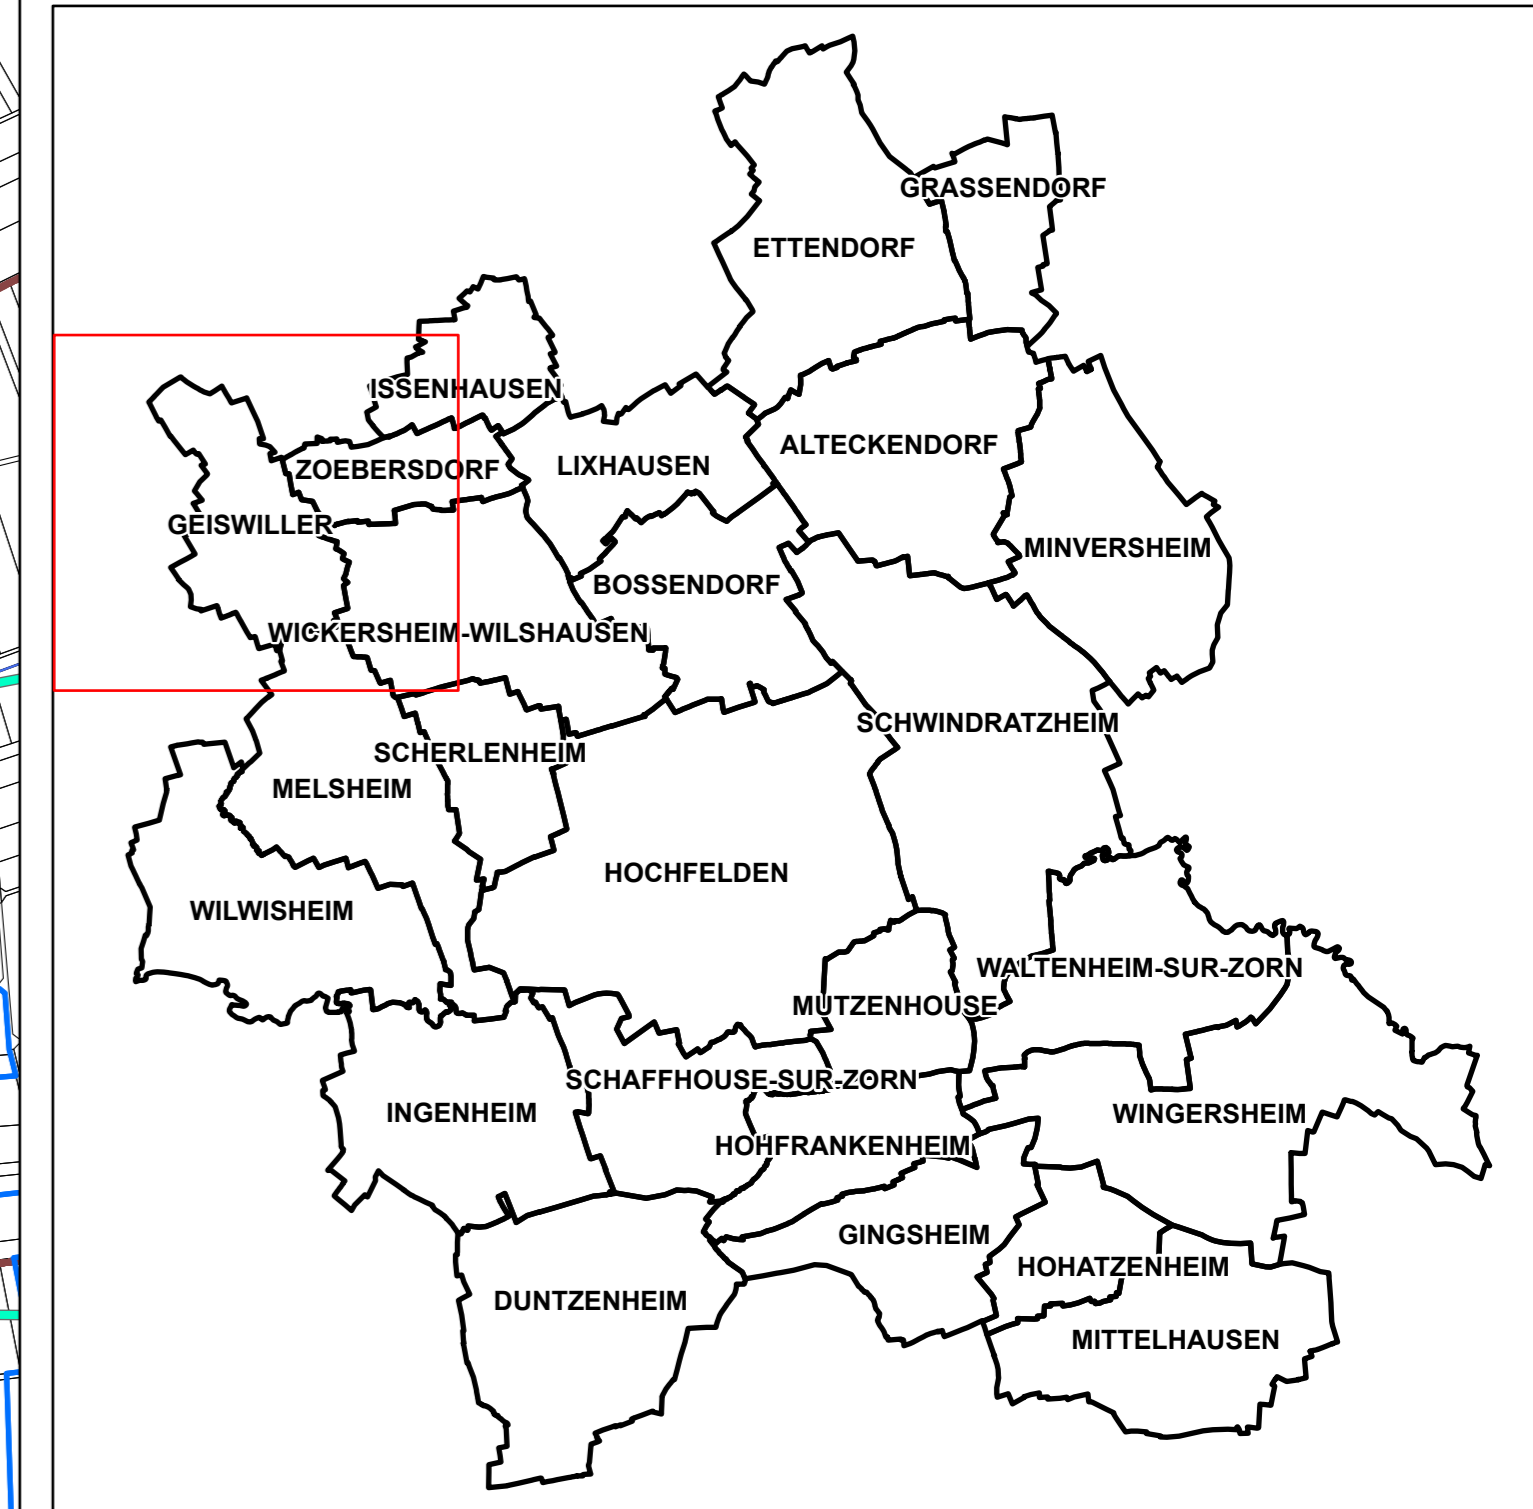 GRASSENDORF
ETTENDORF
ISSENHAUSEN
ALTECKENDORF
LIXHAUSEN
ZOEBERSDORF
GEISWILLER
MINVERSHEIM
BOSSENDORF
WICKERSHEIM-WILSHAUSEN
SCHWINDRATZHEIM
SCHERLENHEIM
MELSHEIM
HOCHFELDEN
WILWISHEIM
WALTENHEIM-SUR-ZORN
MUTZENHOUSE
SCHAFFHOUSE-SUR-ZORN
INGENHEIM
WINGERSHEIM
HOHFRANKENHEIM
GINGSHEIM
HOHATZENHEIM
DUNTZENHEIM
MITTELHAUSEN